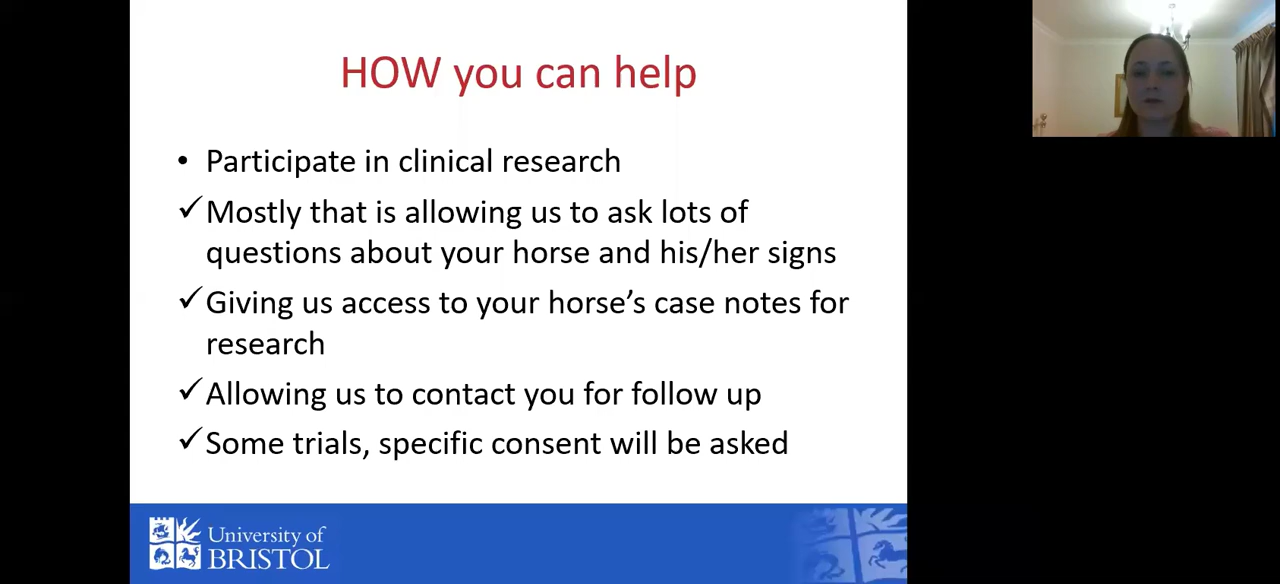 HOW you can help
• Participate in clinical research
✓ Mostly that is allowing us to ask lots of
questions about your horse and his/her signs
✓ Giving us access to your horse’s case notes for
research
✓ Allowing us to contact you for follow up
✓ Some trials, specific consent will be asked
University of
BRISTOL